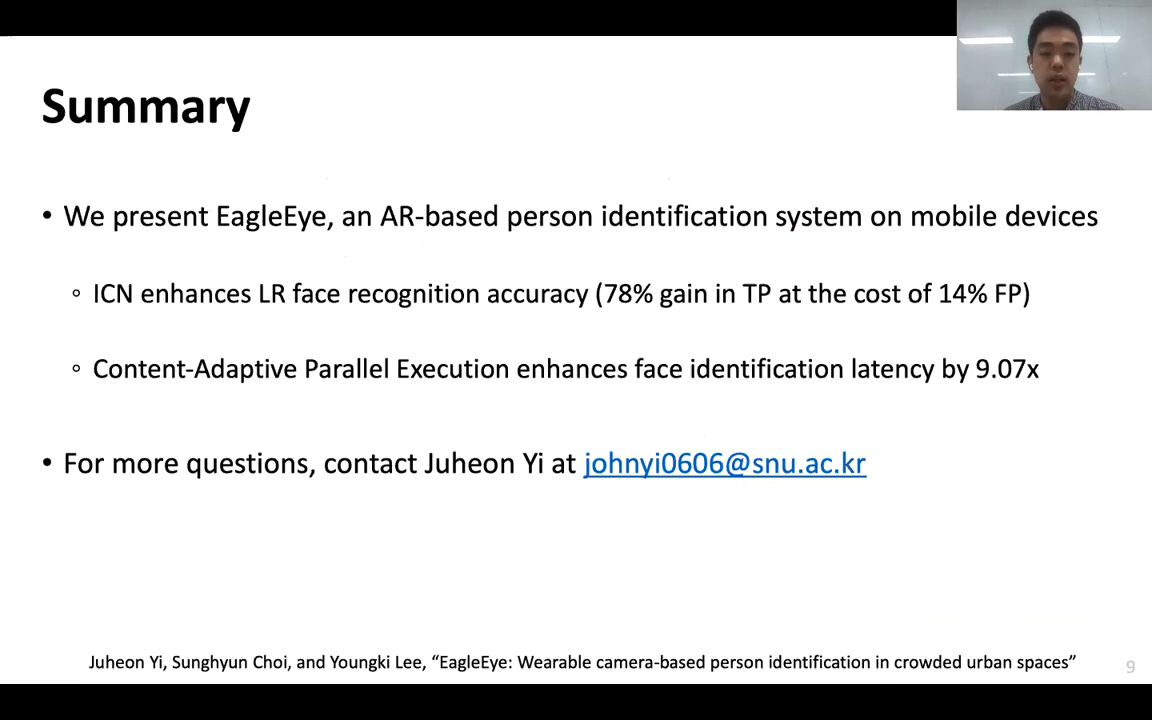 Summary
• We present EagleEye, an AR-based person identification system on mobile devices
◦ ICN enhances LR face recognition accuracy (78% gain in TP at the cost of 14% FP)
◦ Content-Adaptive Parallel Execution enhances face identification latency by 9.07x
• For more questions, contact Juheon Yi at johnyi0606@snu.ac.kr
Juheon Yi, Sunghyun Choi, and Youngki Lee, “EagleEye: Wearable camera-based person identification in crowded urban spaces”
9